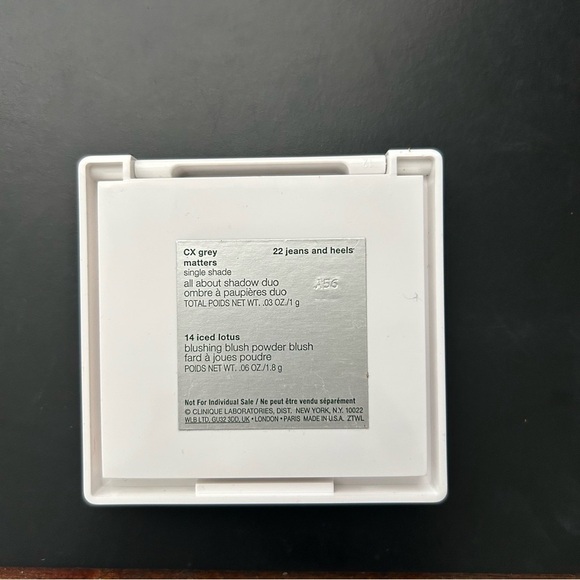 CX grey 22 jeans and heels
matters
single shade
all about shadow duo
ombre à paupières duo
TOTAL POIDS NET WT. .03 OZ./1 g
A56
14 iced lotus
blushing blush powder blush
fard à joues poudre
POIDS NET WT. .06 OZ./1.8 g
Not For Individual Sale / Ne peut être vendu séparément
© CLINIQUE LABORATORIES, DIST. NEW YORK, N.Y. 10022
WLB LTD, GU32 3DD, UK • LONDON • PARIS MADE IN U.S.A. ZTWL